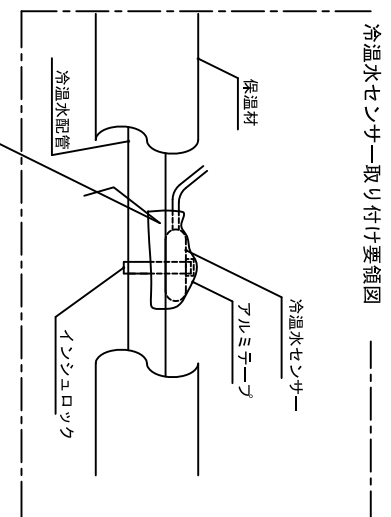 冷温水センサー取り付け要領図
保温材
冷温水配管
冷温水センサー
アルミテープ
インシュロック